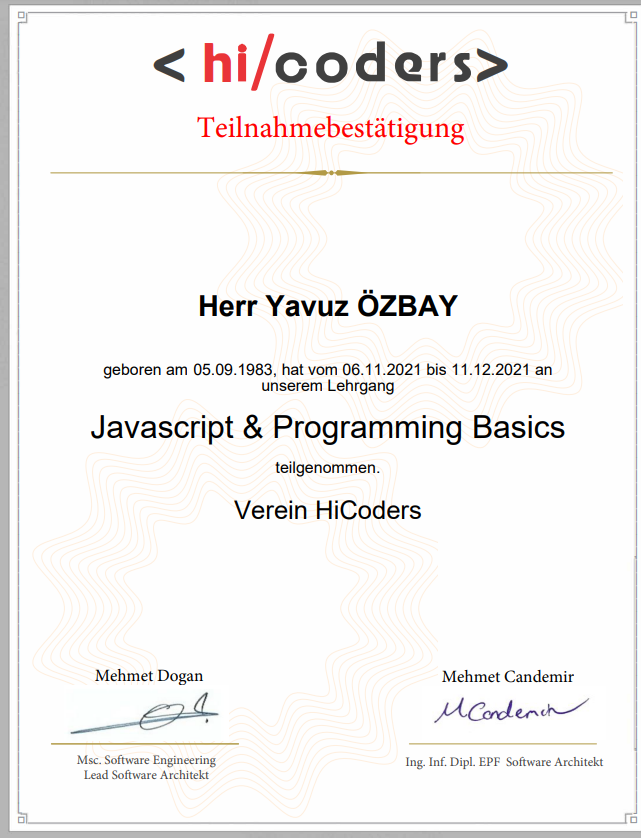 < hi/coders>
Teilnahmebestätigung
Herr Yavuz ÖZBAY
geboren am 05.09.1983, hat vom 06.11.2021 bis 11.12.2021 an
unserem Lehrgang
Javascript & Programming Basics
teilgenommen.
Verein HiCoders
Mehmet Dogan
Mehmet Candemir
MCandemir
Msc. Software Engineering
Lead Software Architekt
Ing. Inf. Dipl. EPF Software Architekt